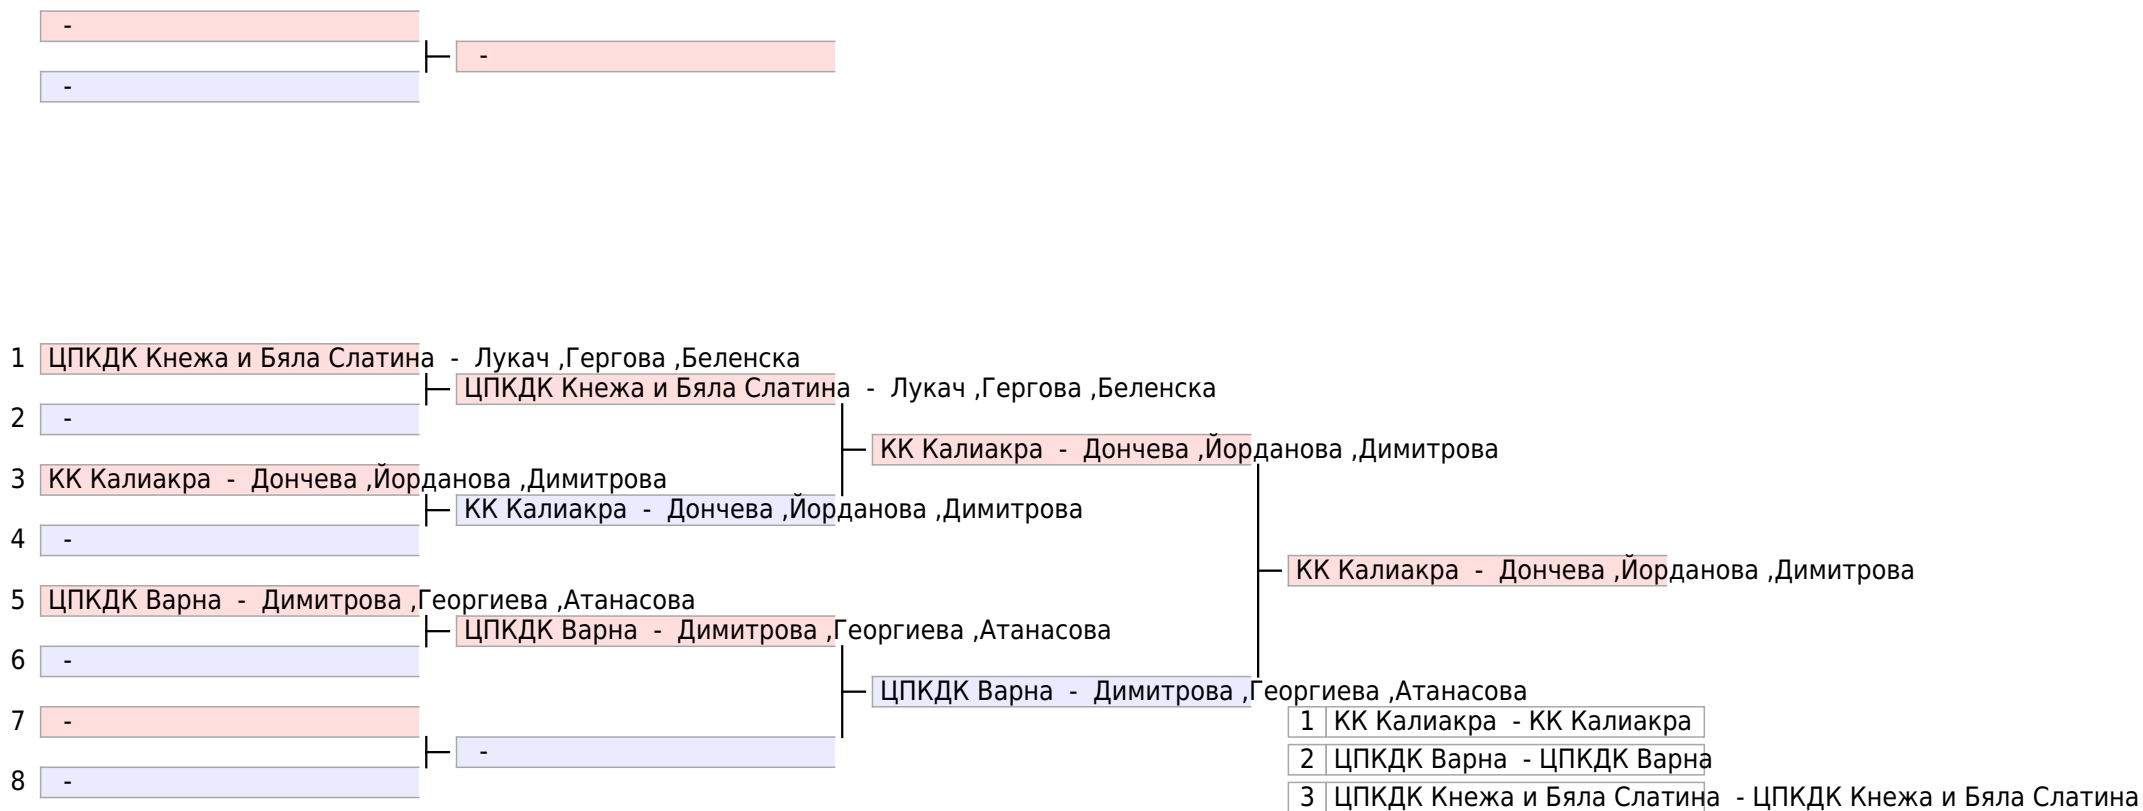 -
-
-
1 ЦПКДК Кнежа и Бяла Слатина - Лукач ,Гергова ,Беленска
ЦПКДК Кнежа и Бяла Слатина - Лукач ,Гергова ,Беленска
2 -
КК Калиакра - Дончева ,Йорданова ,Димитрова
3 КК Калиакра - Дончева ,Йорданова ,Димитрова
КК Калиакра - Дончева ,Йорданова ,Димитрова
4 -
КК Калиакра - Дончева ,Йорданова ,Димитрова
5 ЦПКДК Варна - Димитрова ,Георгиева ,Атанасова
ЦПКДК Варна - Димитрова ,Георгиева ,Атанасова
6 -
ЦПКДК Варна - Димитрова ,Георгиева ,Атанасова
7 -
1 КК Калиакра - КК Калиакра
-
2 ЦПКДК Варна - ЦПКДК Варна
8 -
3 ЦПКДК Кнежа и Бяла Слатина - ЦПКДК Кнежа и Бяла Слатина